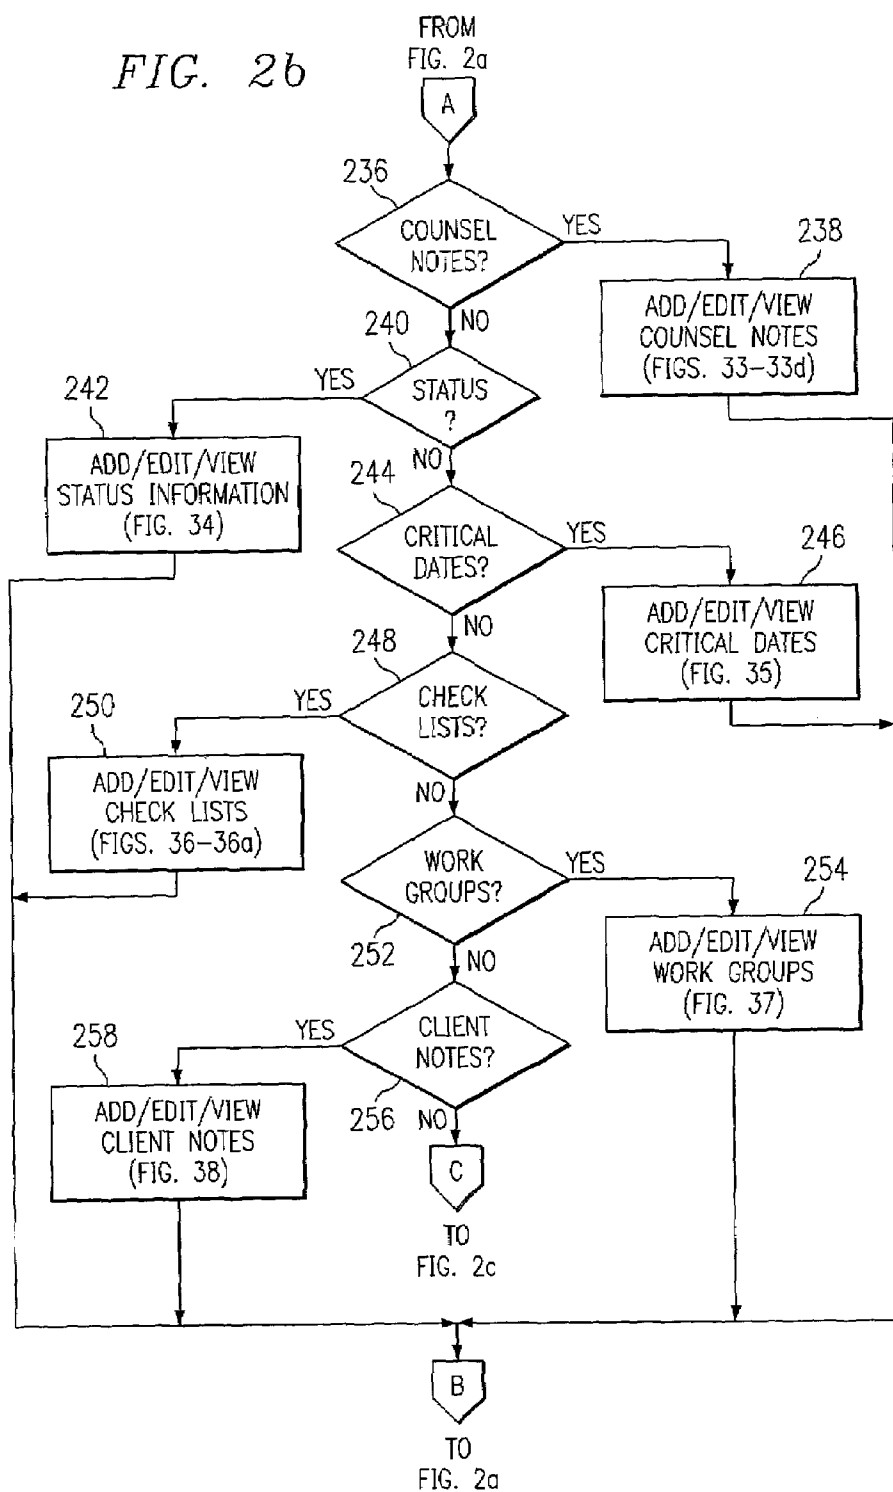 FIG. 2b
FROM
FIG. 2a
A
236
COUNSEL
NOTES?
YES
NO
238
ADD/EDIT/VIEW
COUNSEL NOTES
(FIGS. 33-33d)
240
STATUS
?
YES
NO
242
ADD/EDIT/VIEW
STATUS INFORMATION
(FIG. 34)
244
CRITICAL
DATES?
YES
NO
246
ADD/EDIT/VIEW
CRITICAL DATES
(FIG. 35)
248
CHECK
LISTS?
YES
NO
250
ADD/EDIT/VIEW
CHECK LISTS
(FIGS. 36-36a)
WORK
GROUPS?
252
YES
NO
254
ADD/EDIT/VIEW
WORK GROUPS
(FIG. 37)
CLIENT
NOTES?
256
YES
NO
258
ADD/EDIT/VIEW
CLIENT NOTES
(FIG. 38)
C
TO
FIG. 2c
B
TO
FIG. 2a